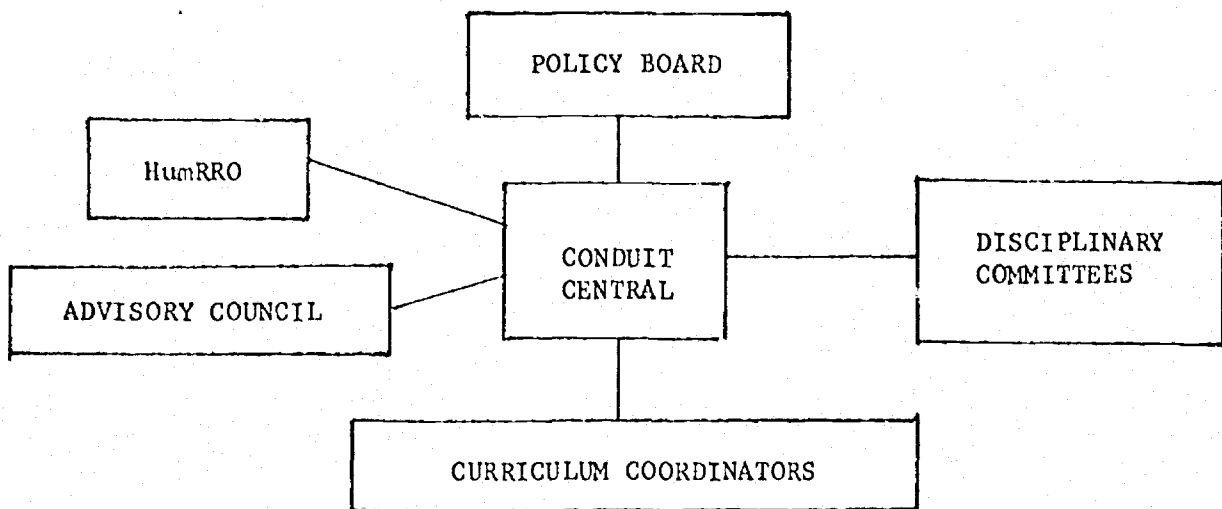 POLICY BOARD
HumRRO
CONDUIT
CENTRAL
DISCIPLINARY
COMMITTEES
ADVISORY COUNCIL
CURRICULUM COORDINATORS